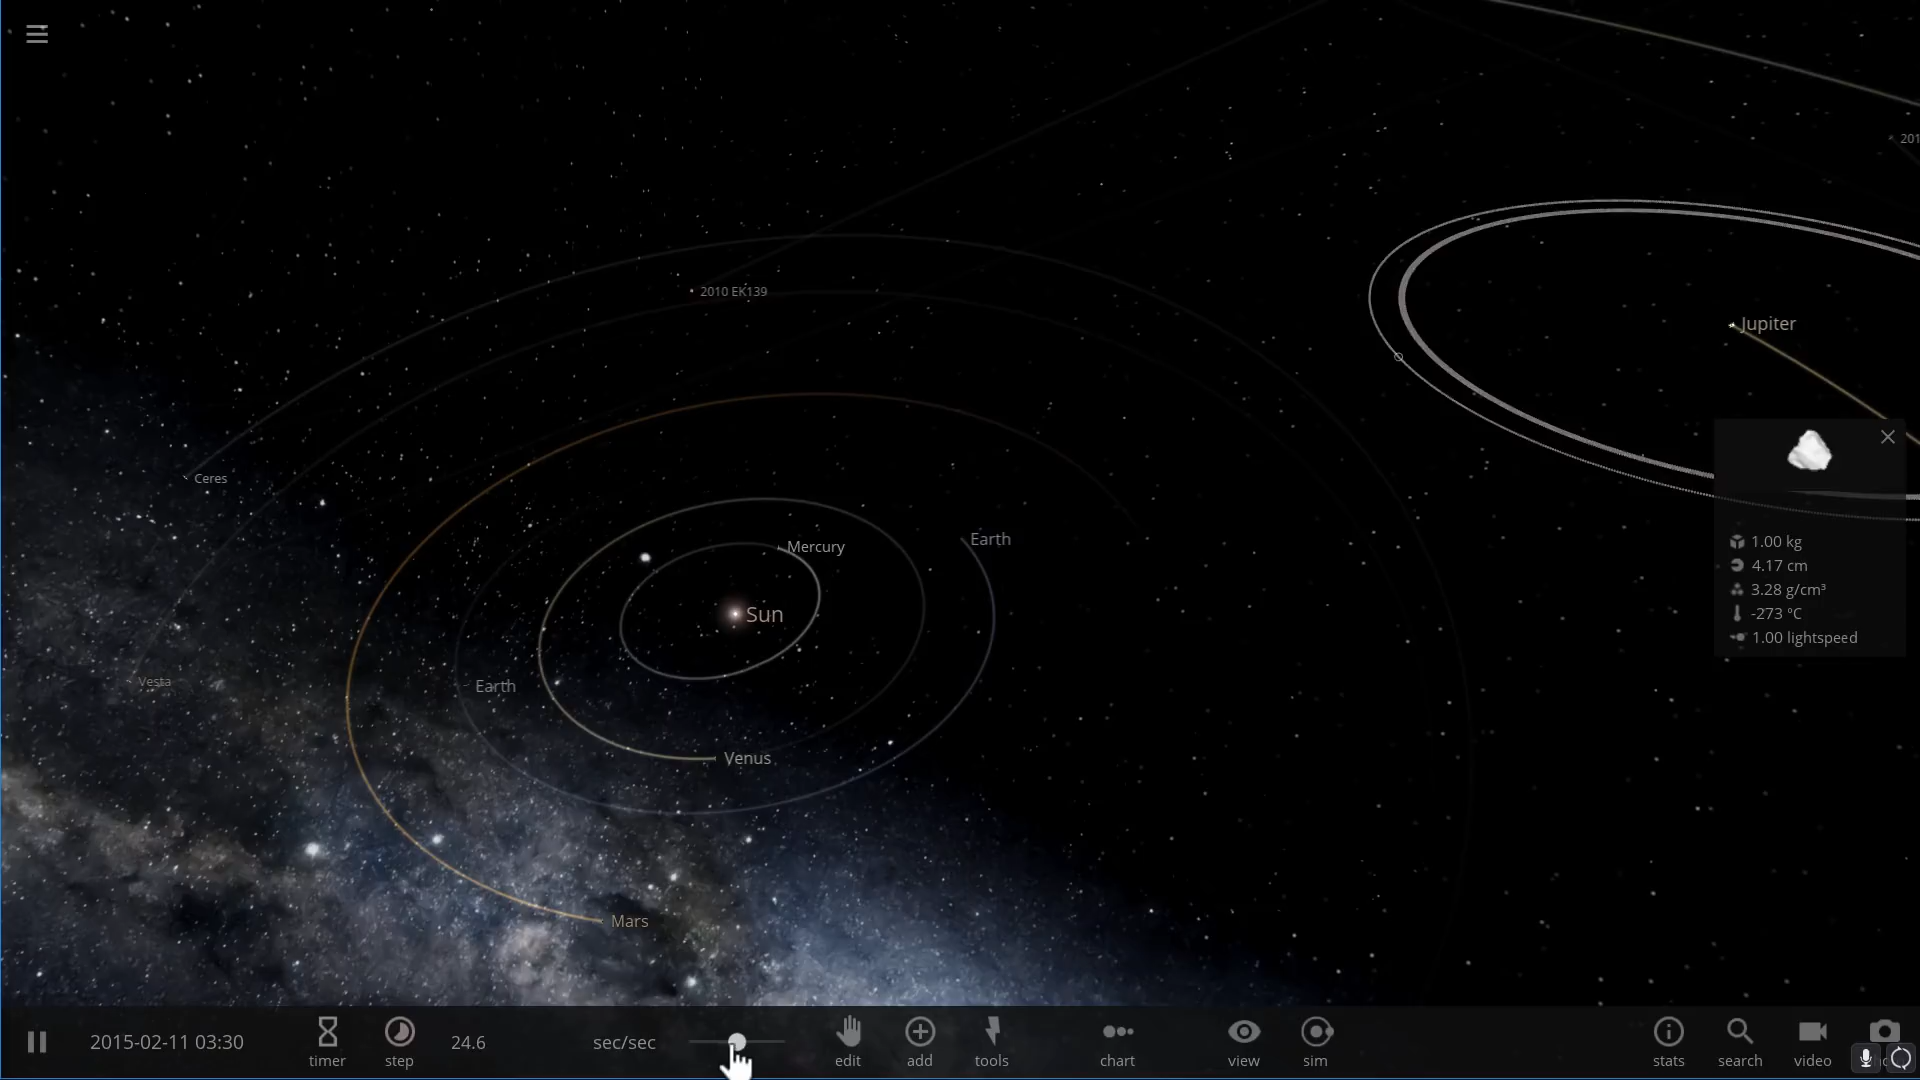 201
2010 EK139
Jupiter
Ceres
Mercury
Earth
1.00 kg
4.17 cm
3.28 g/cm³
-273 °C
1.00 lightspeed
Sun
Vesta
Earth
Venus
Mars
2015-02-11 03:30
timer
step
24.6
sec/sec
edit
add
tools
chart
view
sim
stats
search
video